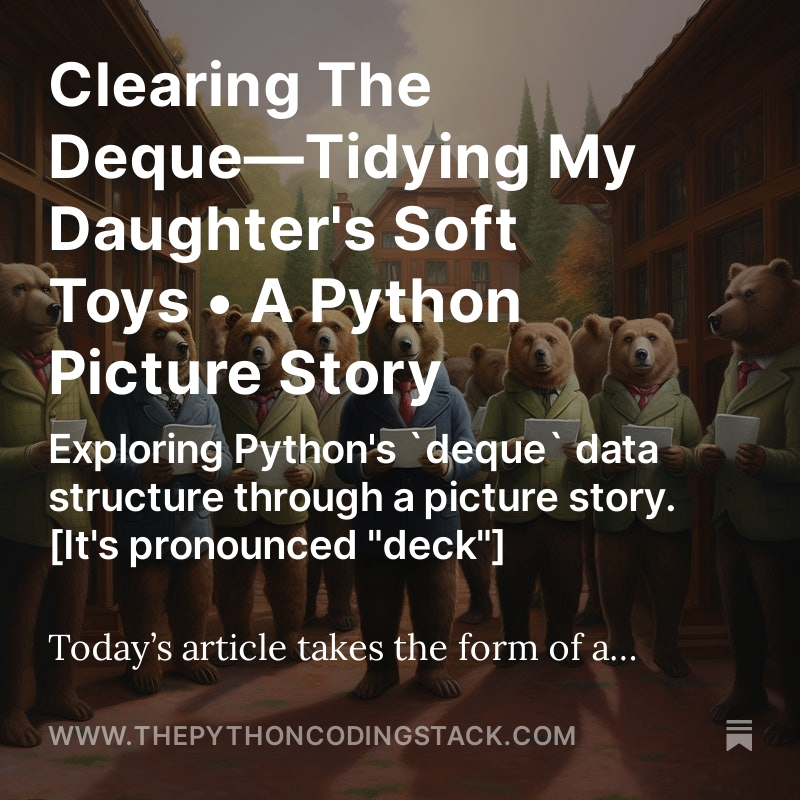 Clearing The
Deque—Tidying My
Daughter's Soft
Toys • A Python
Picture Story
Exploring Python's `deque` data
structure through a picture story.
[It's pronounced "deck"]
Today’s article takes the form of a...
WWW.THEPYTHONCODINGSTACK.COM